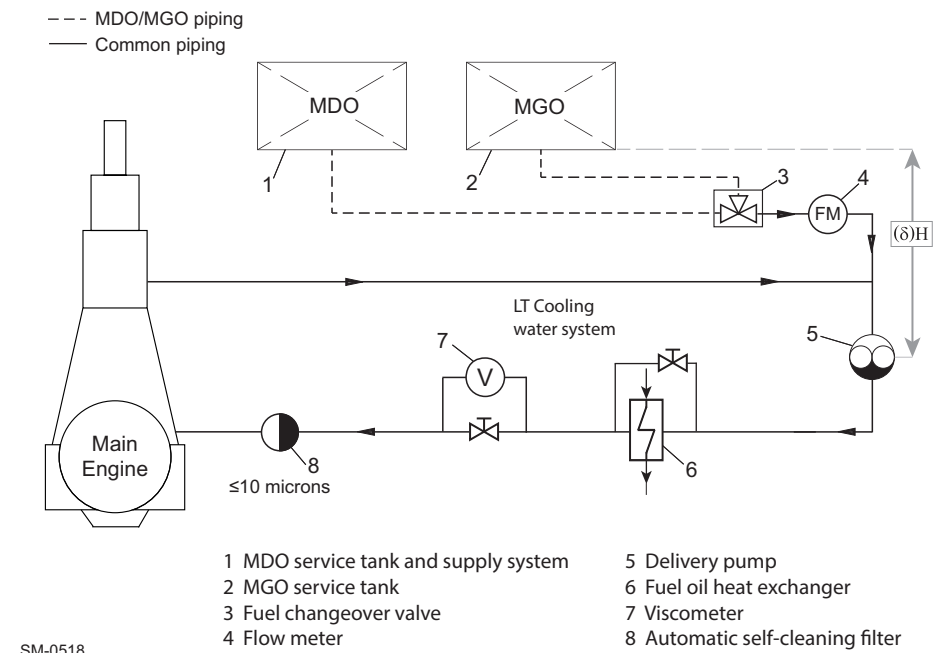 MDO/MGO piping
Common piping
MDO
MGO
1
2
3
4
FM
(δ)H
LT Cooling
water system
5
7
V
6
Main
Engine
8
≤10 microns
1 MDO service tank and supply system
2 MGO service tank
3 Fuel changeover valve
4 Flow meter
5 Delivery pump
6 Fuel oil heat exchanger
7 Viscometer
8 Automatic self-cleaning filter
SM-0518